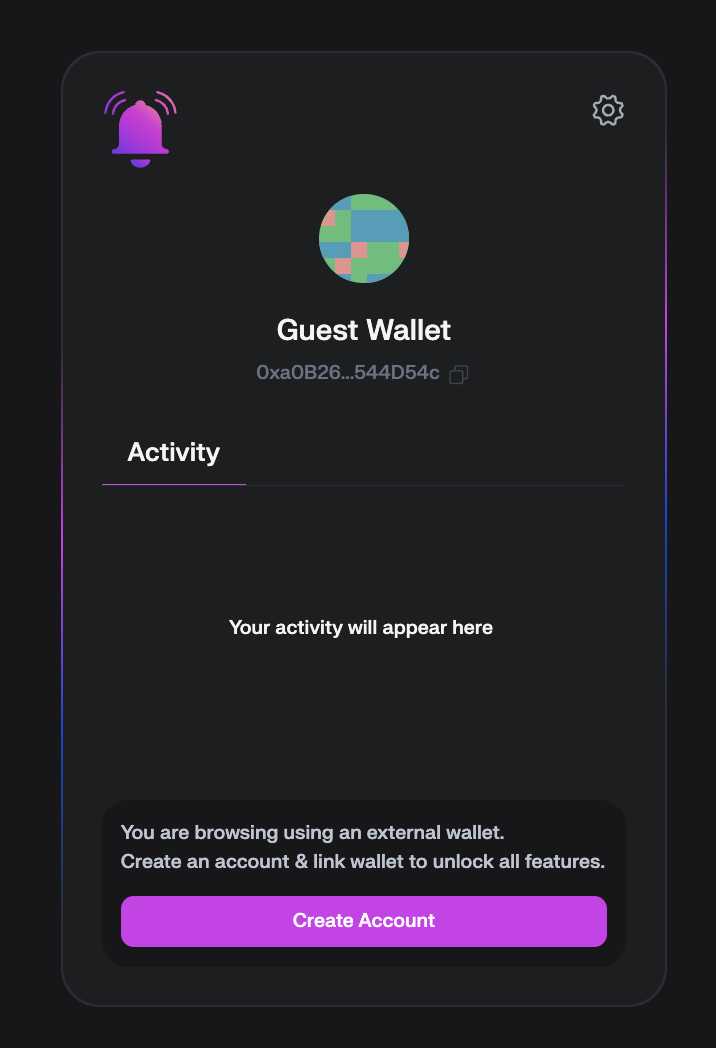 Guest Wallet
0xa0B26...544D54c
Activity
Your activity will appear here
You are browsing using an external wallet.
Create an account & link wallet to unlock all features.
Create Account